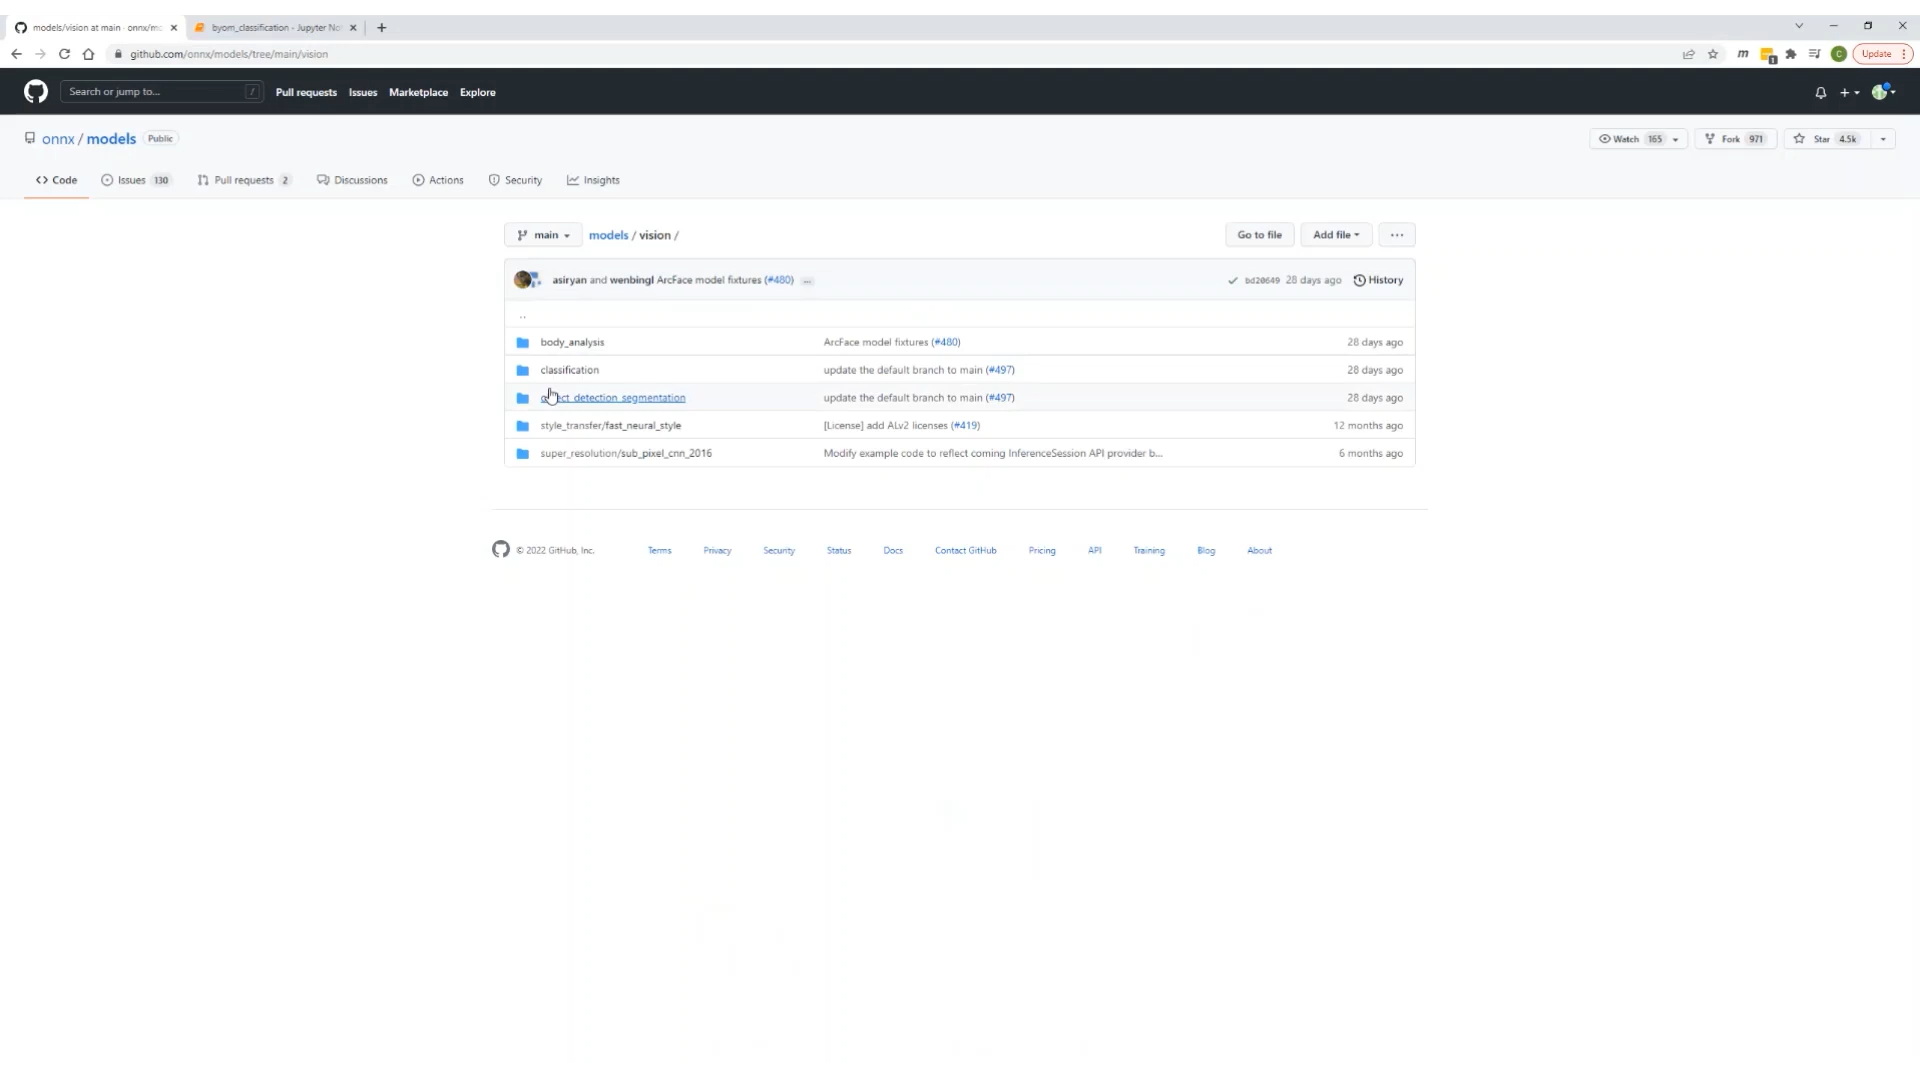 models/vision at main · onnx/mo
byom_classification - Jupyter No
github.com/onnx/models/tree/main/vision
m
1
C
Update
Search or jump to...
/
Pull requests
Issues
Marketplace
Explore
onnx / models
Public
Watch 165
Fork 971
Star 4.5k
Code
Issues 130
Pull requests 2
Discussions
Actions
Security
Insights
main
models / vision /
Go to file
Add file
...
asiryan and wenbingl ArcFace model fixtures (#480) ...
bd20649 28 days ago
History
..
body_analysis
ArcFace model fixtures (#480)
28 days ago
classification
update the default branch to main (#497)
28 days ago
object_detection_segmentation
update the default branch to main (#497)
28 days ago
style_transfer/fast_neural_style
[License] add ALv2 licenses (#419)
12 months ago
super_resolution/sub_pixel_cnn_2016
Modify example code to reflect coming InferenceSession API provider b...
6 months ago
© 2022 GitHub, Inc.
Terms
Privacy
Security
Status
Docs
Contact GitHub
Pricing
API
Training
Blog
About